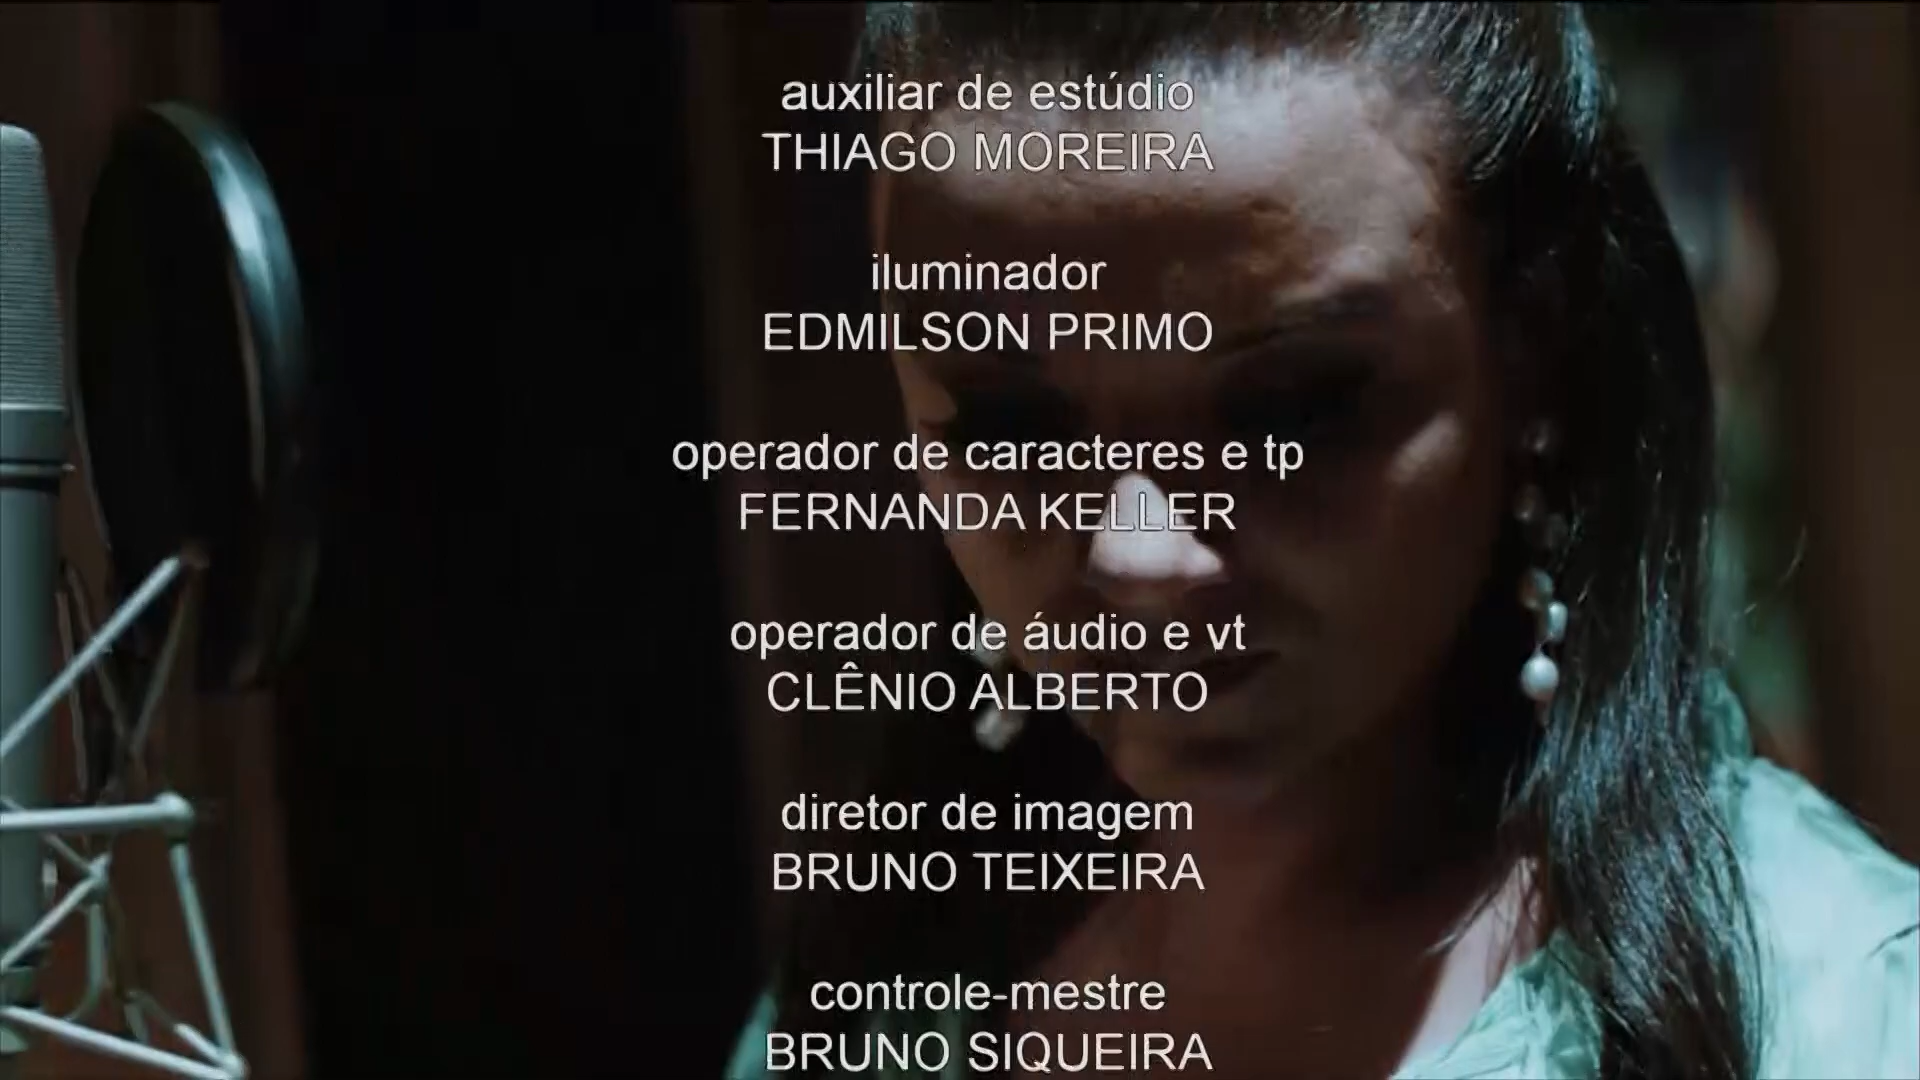 auxiliar de estúdio
THIAGO MOREIRA
iluminador
EDMILSON PRIMO
operador de caracteres e tp
FERNANDA KELLER
operador de áudio e vt
CLÊNIO ALBERTO
diretor de imagem
BRUNO TEIXEIRA
controle-mestre
BRUNO SIQUEIRA